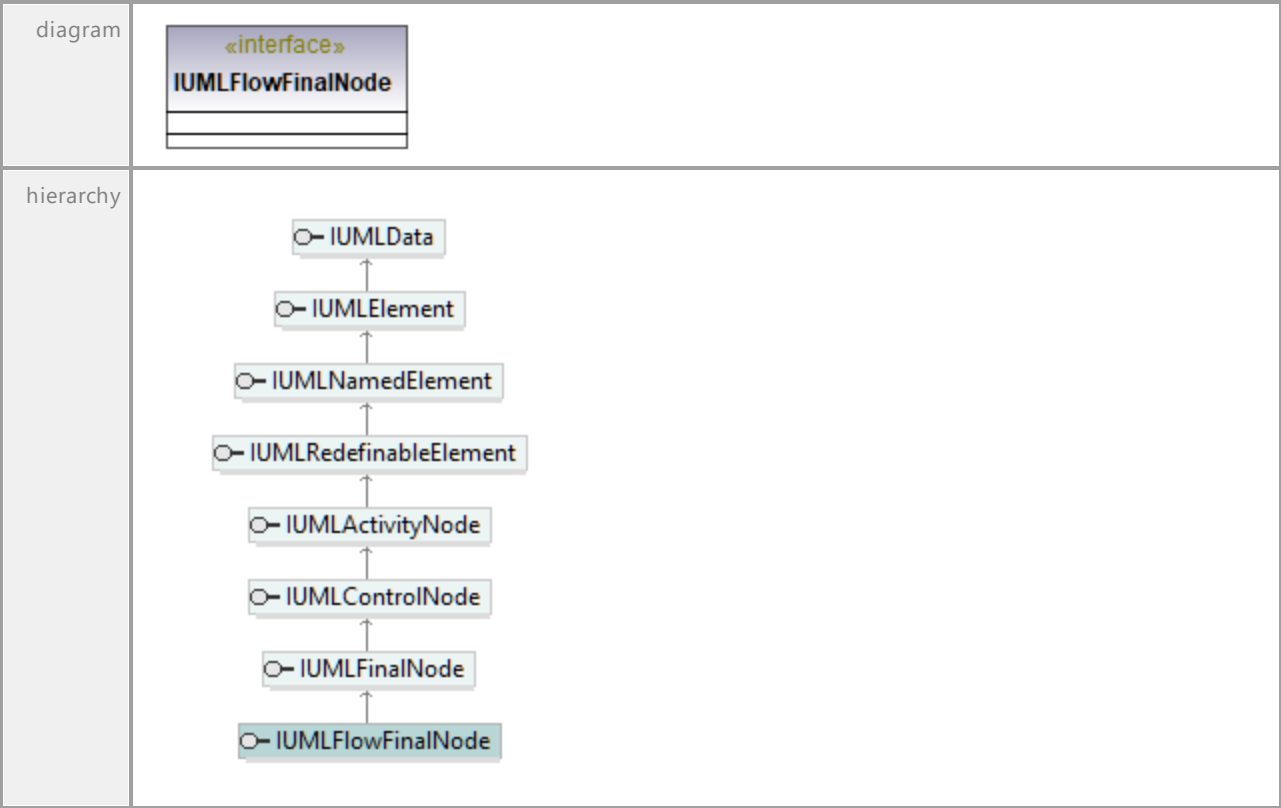 diagram
«interface»
IUMLFlowFinalNode
hierarchy
IUMLData
IUMLElement
IUMLNamedElement
IUMLRedefinableElement
IUMLActivityNode
IUMLControlNode
IUMLFinalNode
IUMLFlowFinalNode